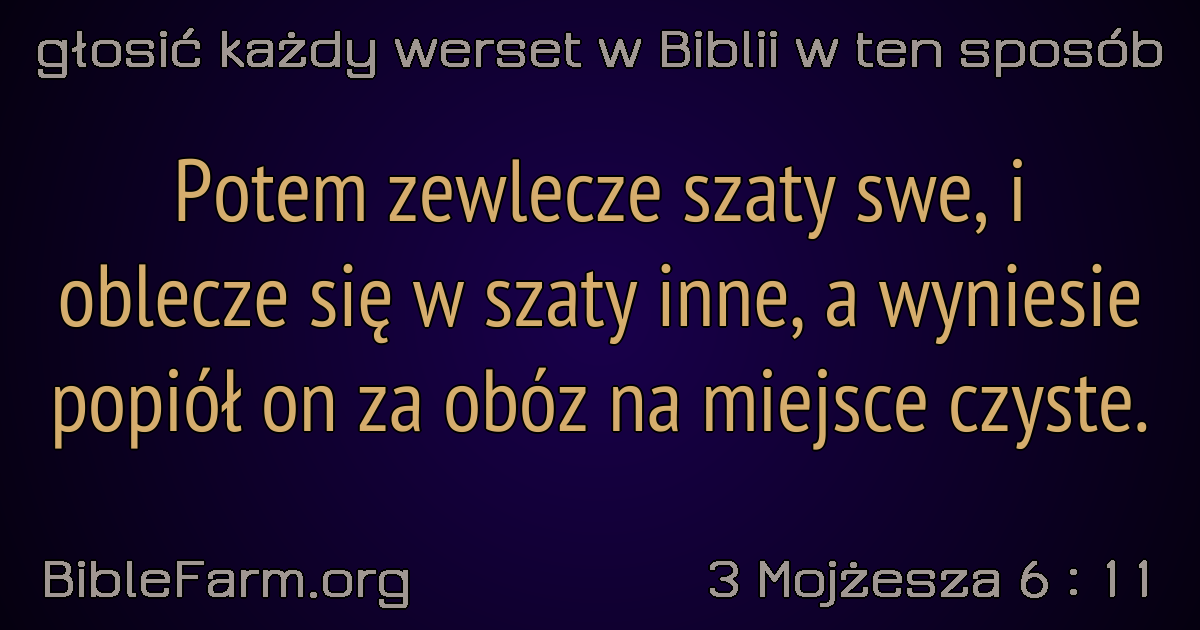 głosić każdy werset w Biblii w ten sposób
Potem zewlecze szaty swe, i
oblecze się w szaty inne, a wyniesie
popiół on za obóz na miejsce czyste.
BibleFarm.org
3 Mojżesza 6 : 11